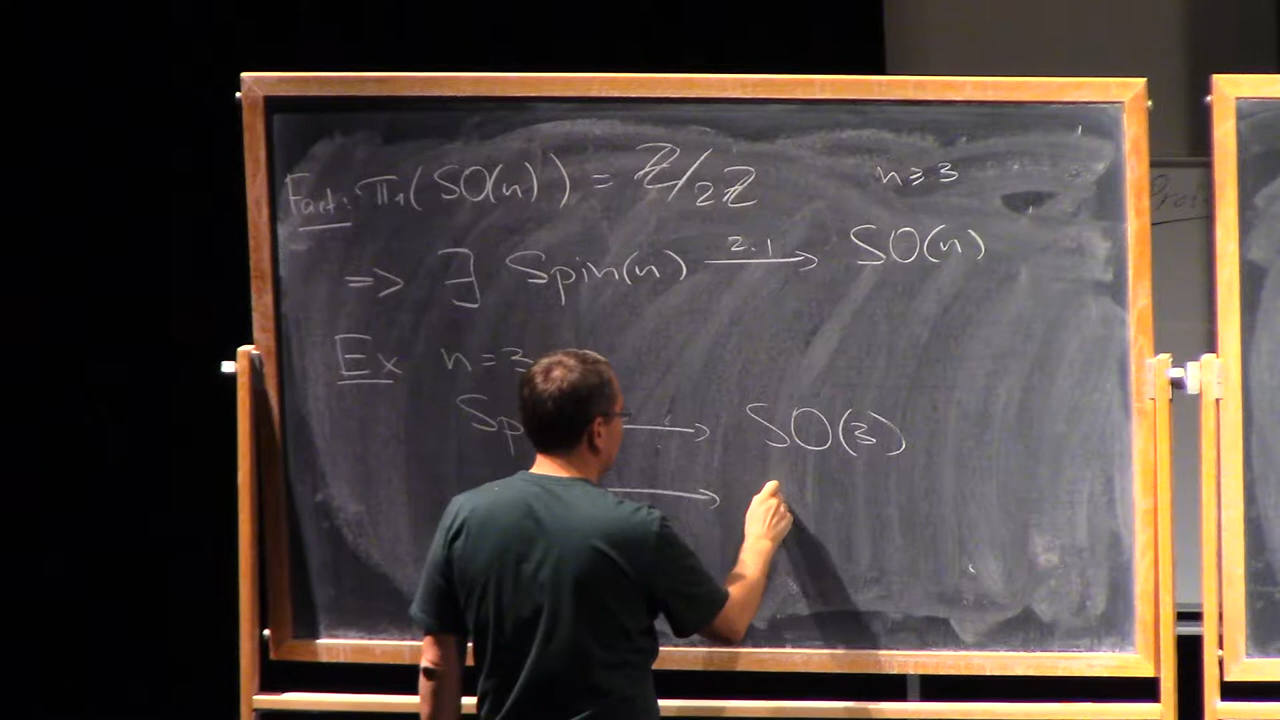 Fact: π₁(SO(n)) = ℤ/2ℤ n ≥ 3
=> ∃ Spin(n) 2:1 → SO(n)
Ex n=3
Sp → SO(3)
→